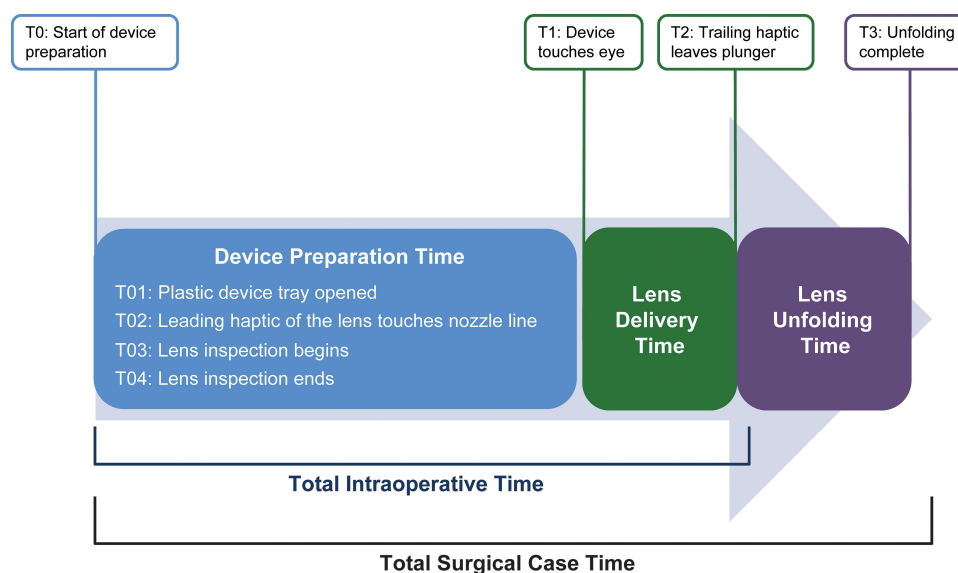 T0: Start of device
preparation
T1: Device
touches eye
T2: Trailing haptic
leaves plunger
T3: Unfolding
complete
Device Preparation Time
T01: Plastic device tray opened
T02: Leading haptic of the lens touches nozzle line
T03: Lens inspection begins
T04: Lens inspection ends
Lens
Delivery
Time
Lens
Unfolding
Time
Total Intraoperative Time
Total Surgical Case Time